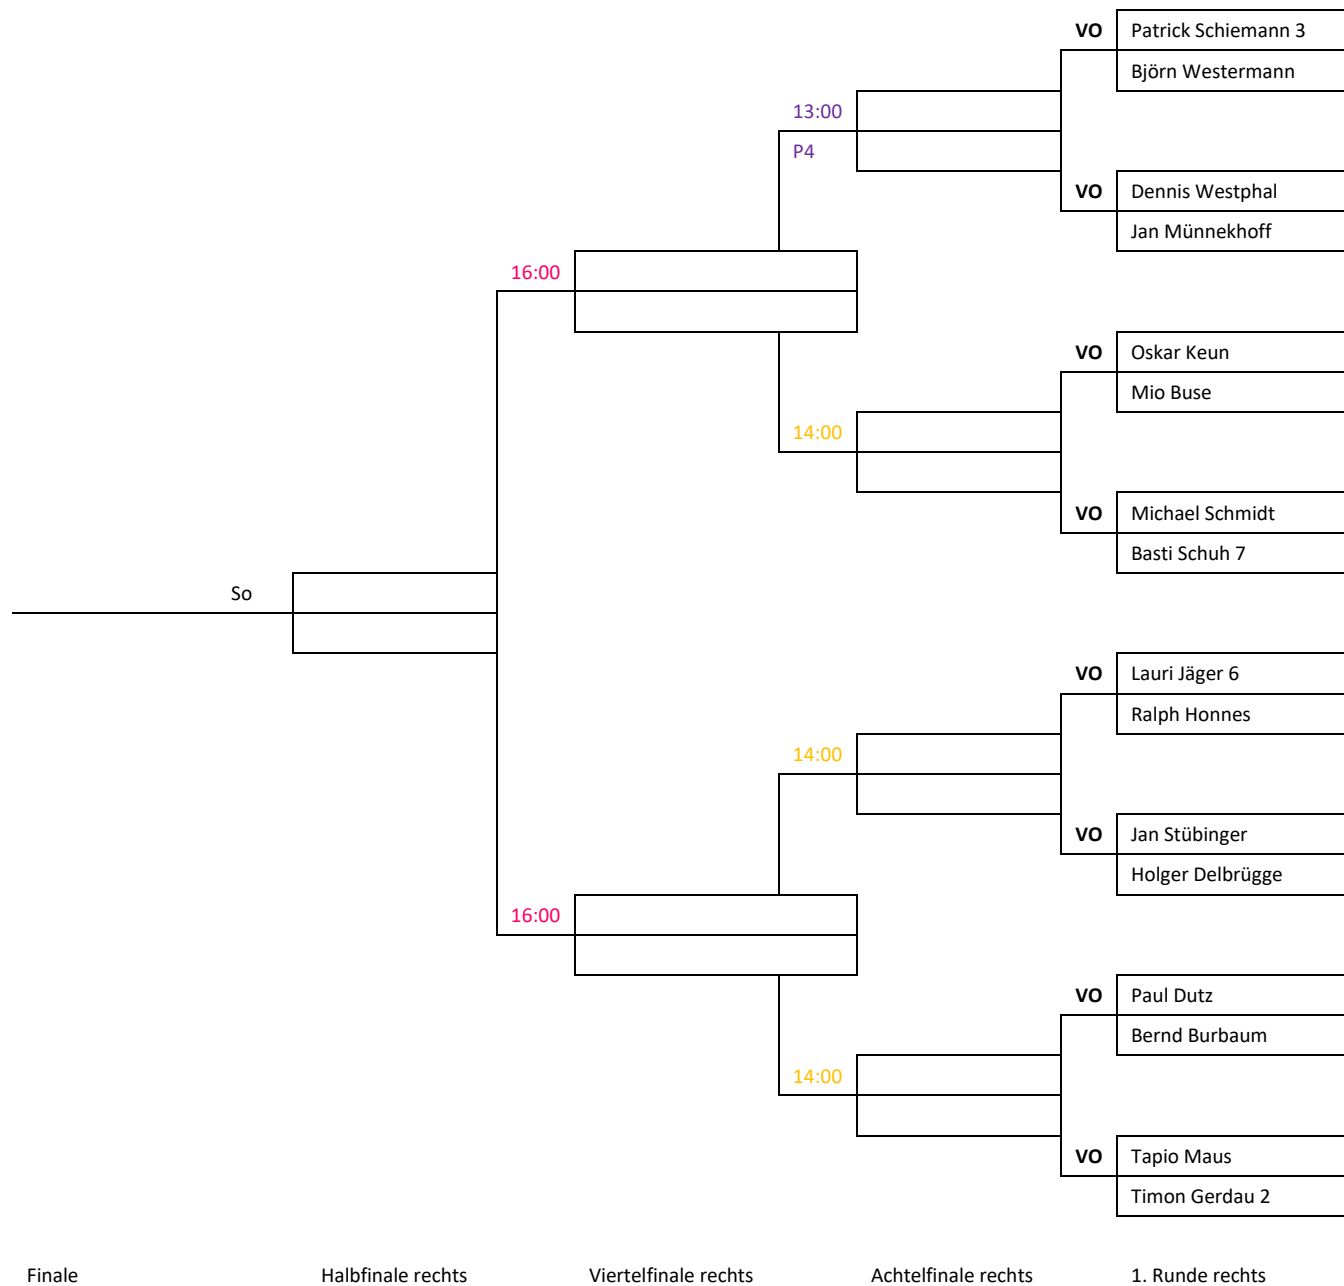 VO Patrick Schiemann 3
Björn Westermann
13:00
P4
VO Dennis Westphal
Jan Münnekhoff
16:00
VO Oskar Keun
Mio Buse
14:00
VO Michael Schmidt
Basti Schuh 7
So
VO Lauri Jäger 6
Ralph Honnes
14:00
VO Jan Stübinger
Holger Delbrügge
16:00
VO Paul Dutz
Bernd Burbaum
14:00
VO Tapio Maus
Timon Gerdau 2
Finale Halbfinale rechts Viertelfinale rechts Achtelfinale rechts 1. Runde rechts